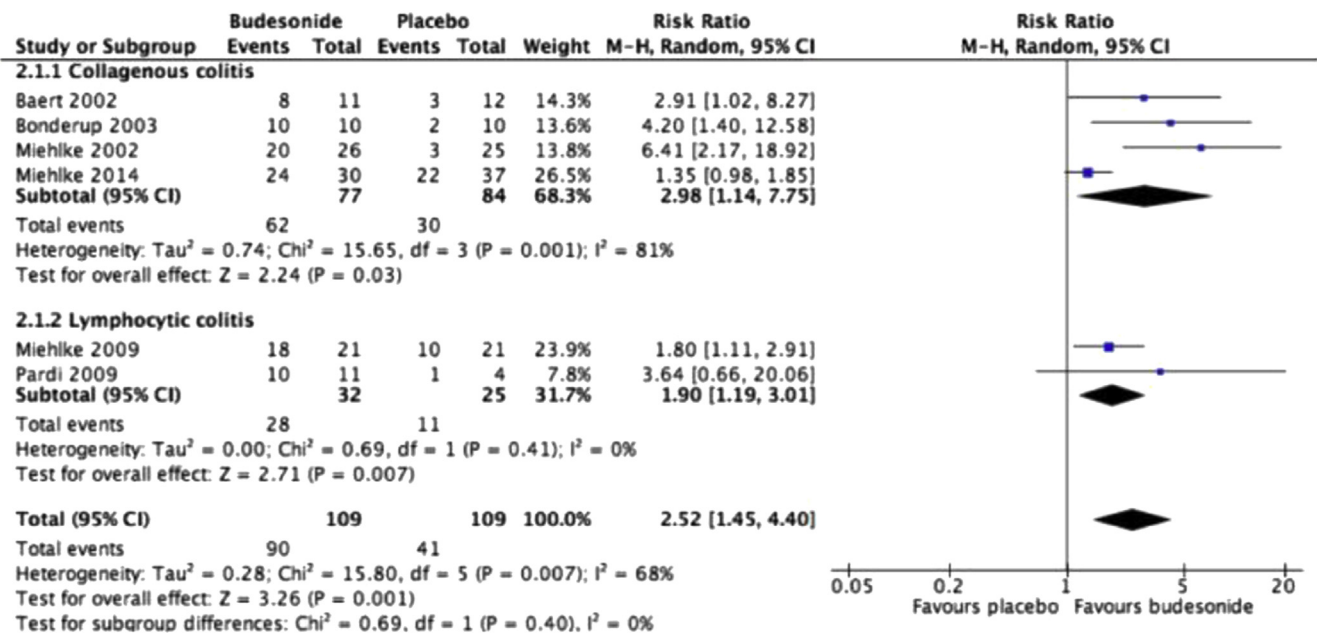 Budesonide Placebo Risk Ratio Risk Ratio
Study or Subgroup Events Total Events Total Weight M-H, Random, 95% CI M-H, Random, 95% CI
2.1.1 Collagenous colitis
Baert 2002 8 11 3 12 14.3% 2.91 [1.02, 8.27]
Bonderup 2003 10 10 2 10 13.6% 4.20 [1.40, 12.58]
Miehlke 2002 20 26 3 25 13.8% 6.41 [2.17, 18.92]
Miehlke 2014 24 30 22 37 26.5% 1.35 [0.98, 1.85]
Subtotal (95% CI) 77 84 68.3% 2.98 [1.14, 7.75]
Total events 62 30
Heterogeneity: Tau² = 0.74; Chi² = 15.65, df = 3 (P = 0.001); I² = 81%
Test for overall effect: Z = 2.24 (P = 0.03)
2.1.2 Lymphocytic colitis
Miehlke 2009 18 21 10 21 23.9% 1.80 [1.11, 2.91]
Pardi 2009 10 11 1 4 7.8% 3.64 [0.66, 20.06]
Subtotal (95% CI) 32 25 31.7% 1.90 [1.19, 3.01]
Total events 28 11
Heterogeneity: Tau² = 0.00; Chi² = 0.69, df = 1 (P = 0.41); I² = 0%
Test for overall effect: Z = 2.71 (P = 0.007)
Total (95% CI) 109 109 100.0% 2.52 [1.45, 4.40]
Total events 90 41
Heterogeneity: Tau² = 0.28; Chi² = 15.80, df = 5 (P = 0.007); I² = 68%
Test for overall effect: Z = 3.26 (P = 0.001)
Test for subgroup differences: Chi² = 0.69, df = 1 (P = 0.40), I² = 0%
0.05 0.2 1 5 20
Favours placebo Favours budesonide